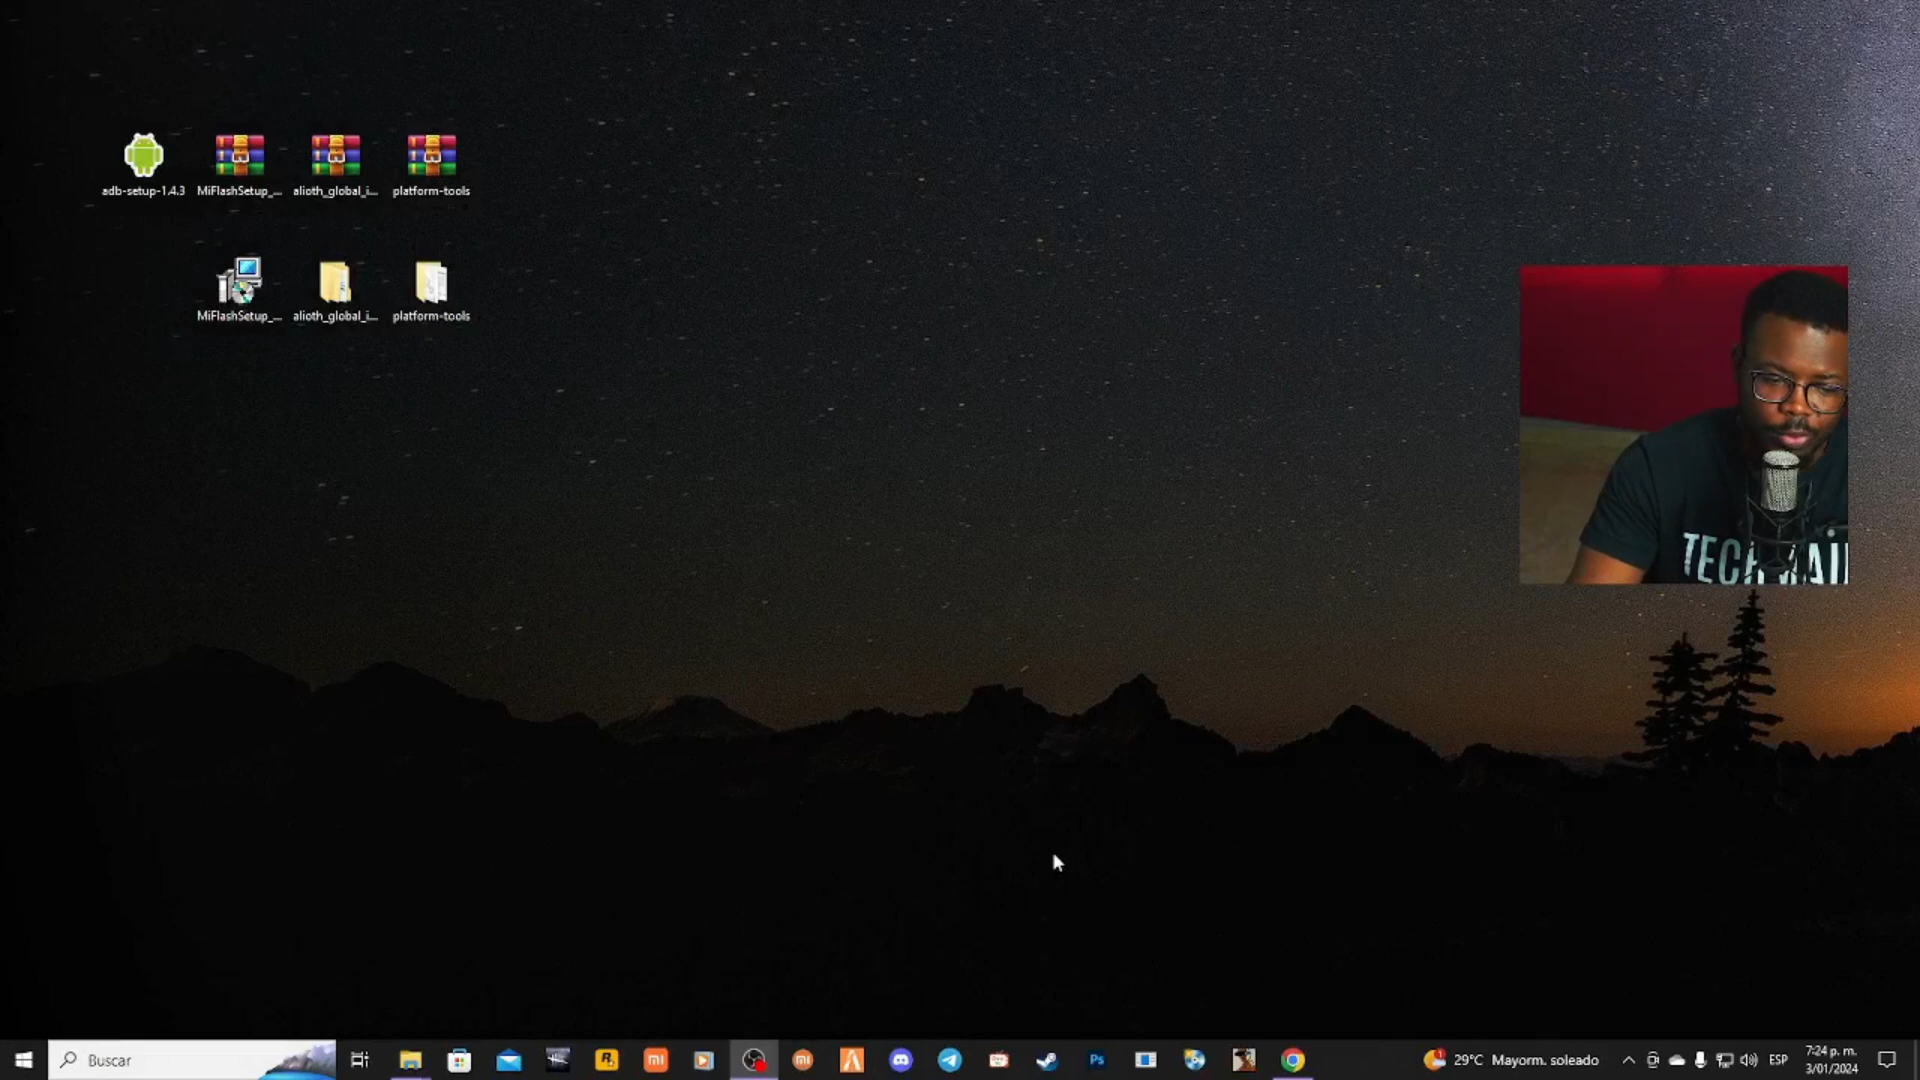 adb-setup-1.4.3
MiFlashSetup_...
alioth_global_i...
platform-tools
MiFlashSetup_...
alioth_global_i...
platform-tools
TECH
Buscar
29°C Mayorm. soleado
ESP
7:24 p. m.
3/01/2024